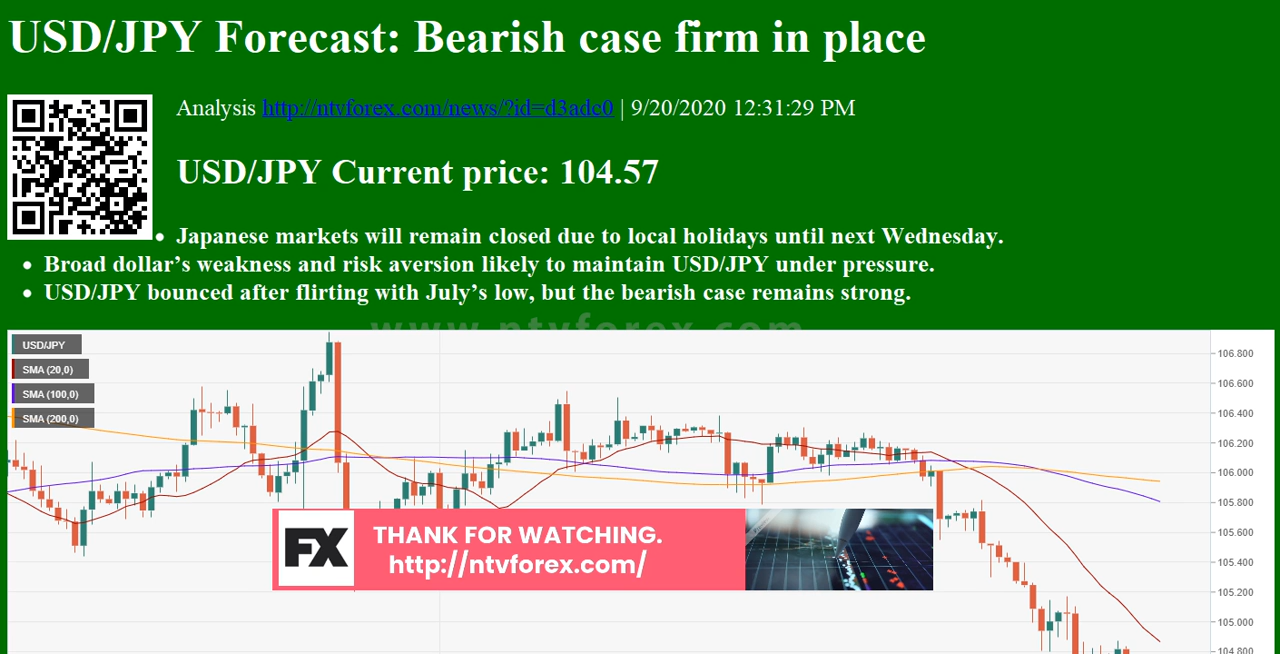 USD/JPY Forecast: Bearish case firm in place
Analysis http://ntvforex.com/news/?id=d3adc0 | 9/20/2020 12:31:29 PM
USD/JPY Current price: 104.57
• Japanese markets will remain closed due to local holidays until next Wednesday.
• Broad dollar’s weakness and risk aversion likely to maintain USD/JPY under pressure.
• USD/JPY bounced after flirting with July’s low, but the bearish case remains strong.
www.ntvforex.com
USD/JPY
SMA (20,0)
SMA (100,0)
SMA (200,0)
106.800
106.600
106.400
106.200
106.000
105.800
105.600
105.400
105.200
105.000
104.800
FX
THANK FOR WATCHING.
http://ntvforex.com/